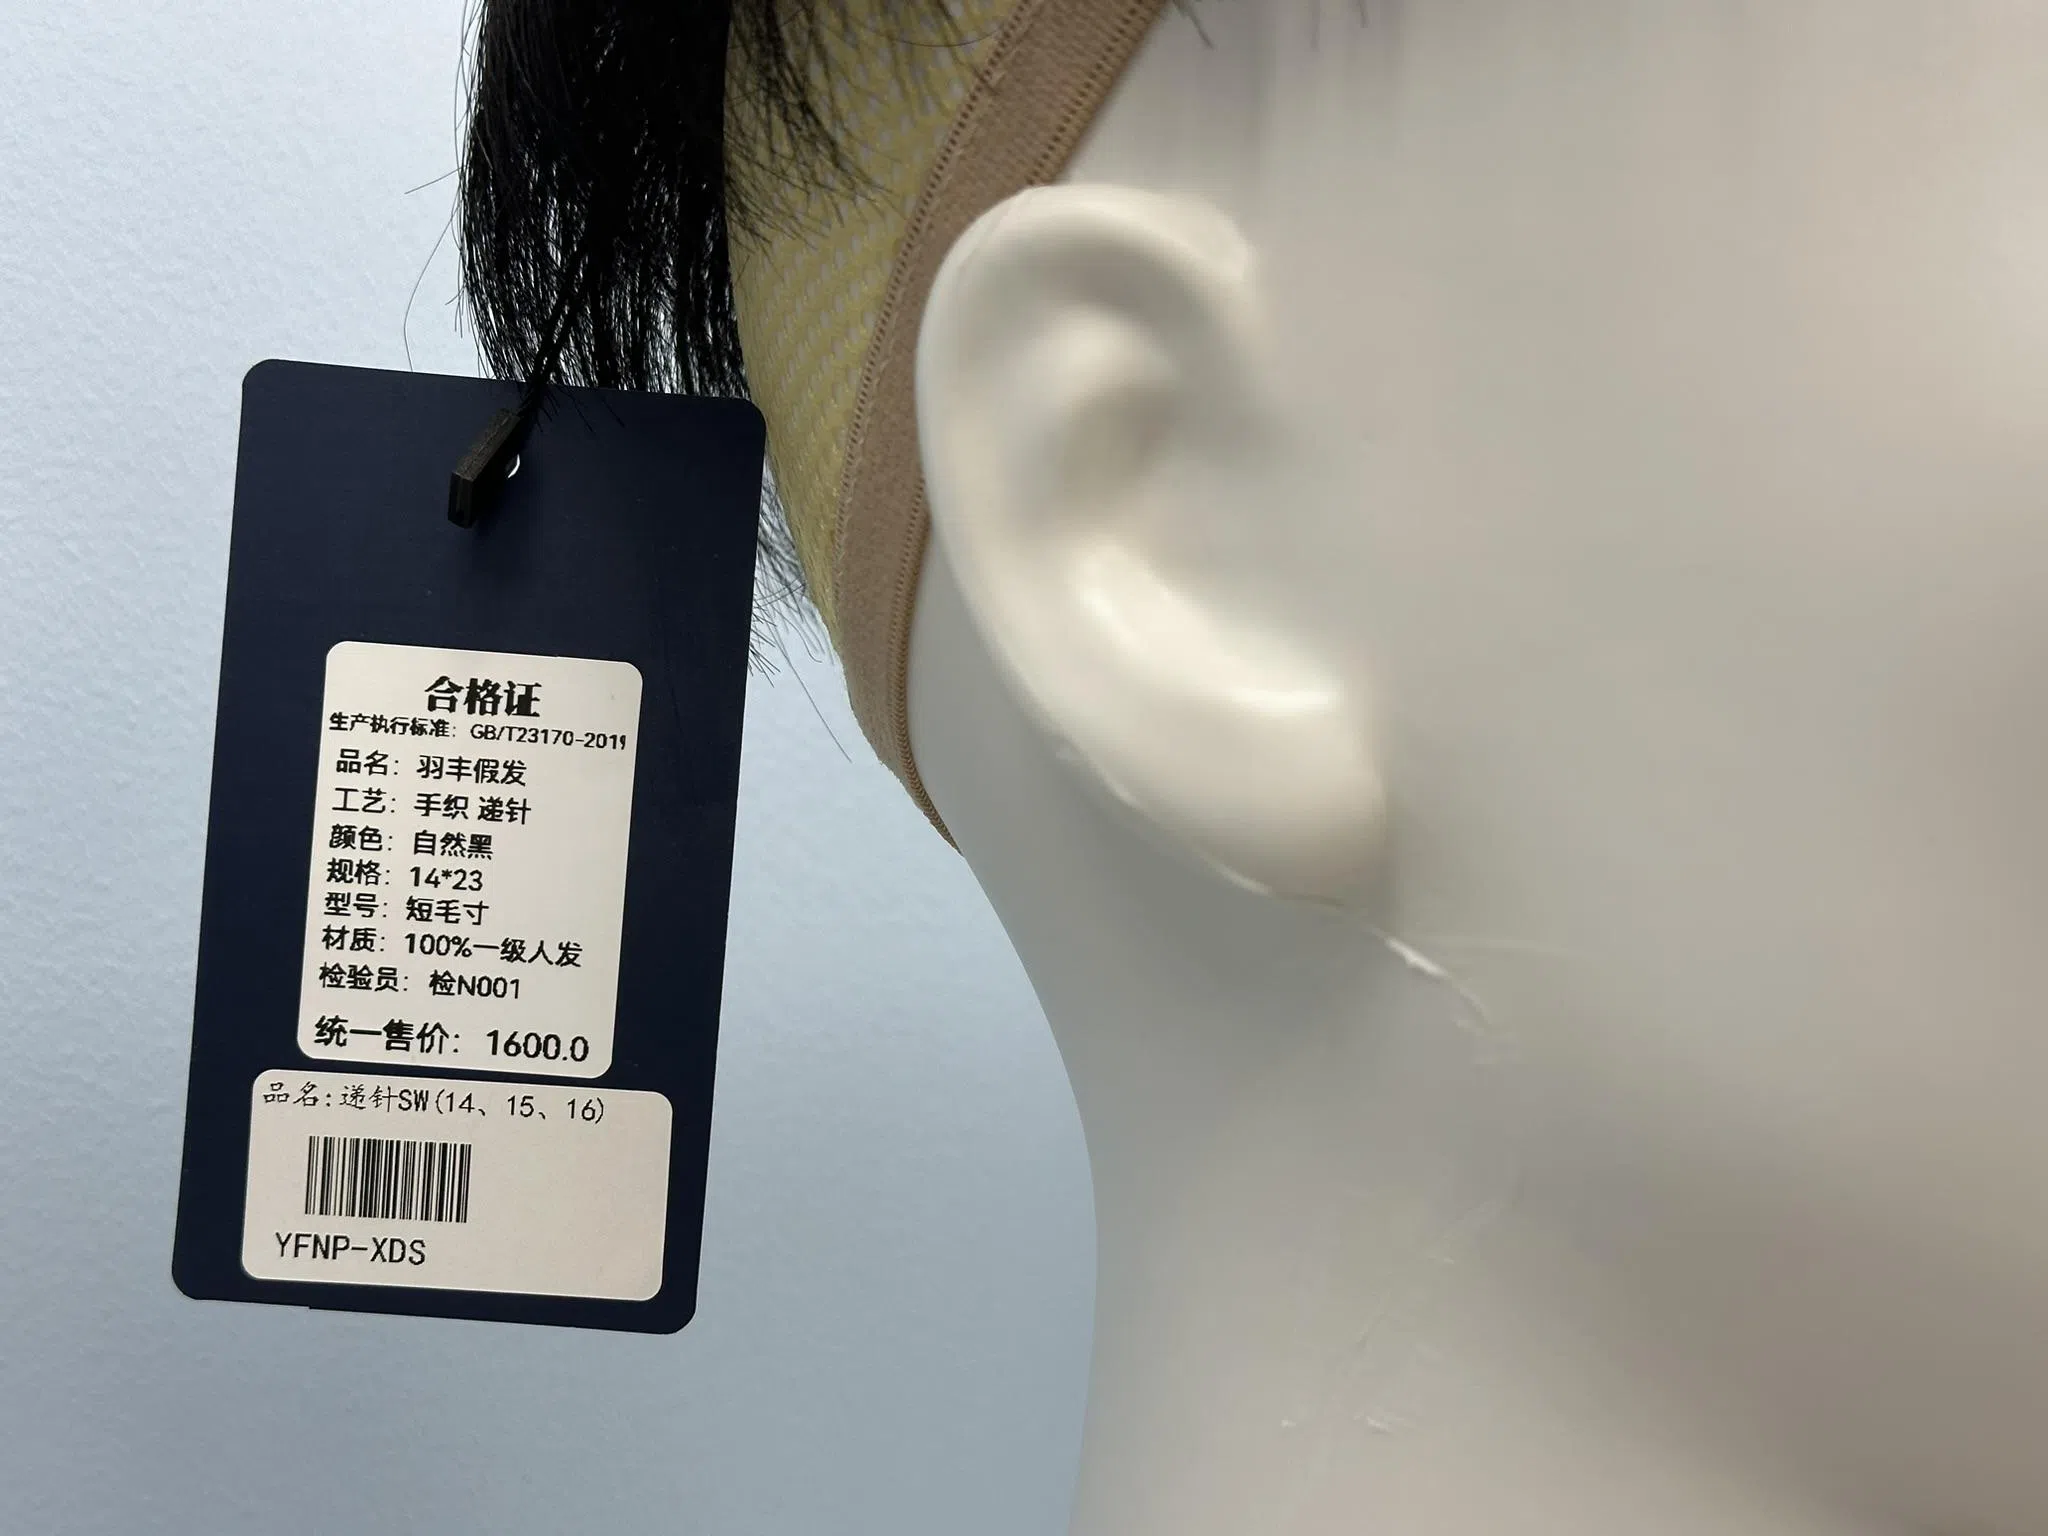 合格证
生产执行标准：GB/T23170-2019
品名：羽丰假发
工艺：手织 递针
颜色：自然黑
规格：14*23
型号：短毛寸
材质：100%一级人发
检验员：检N001
统一售价：1600.0
品名:递针SW(14、15、16)
YFNP-XDS